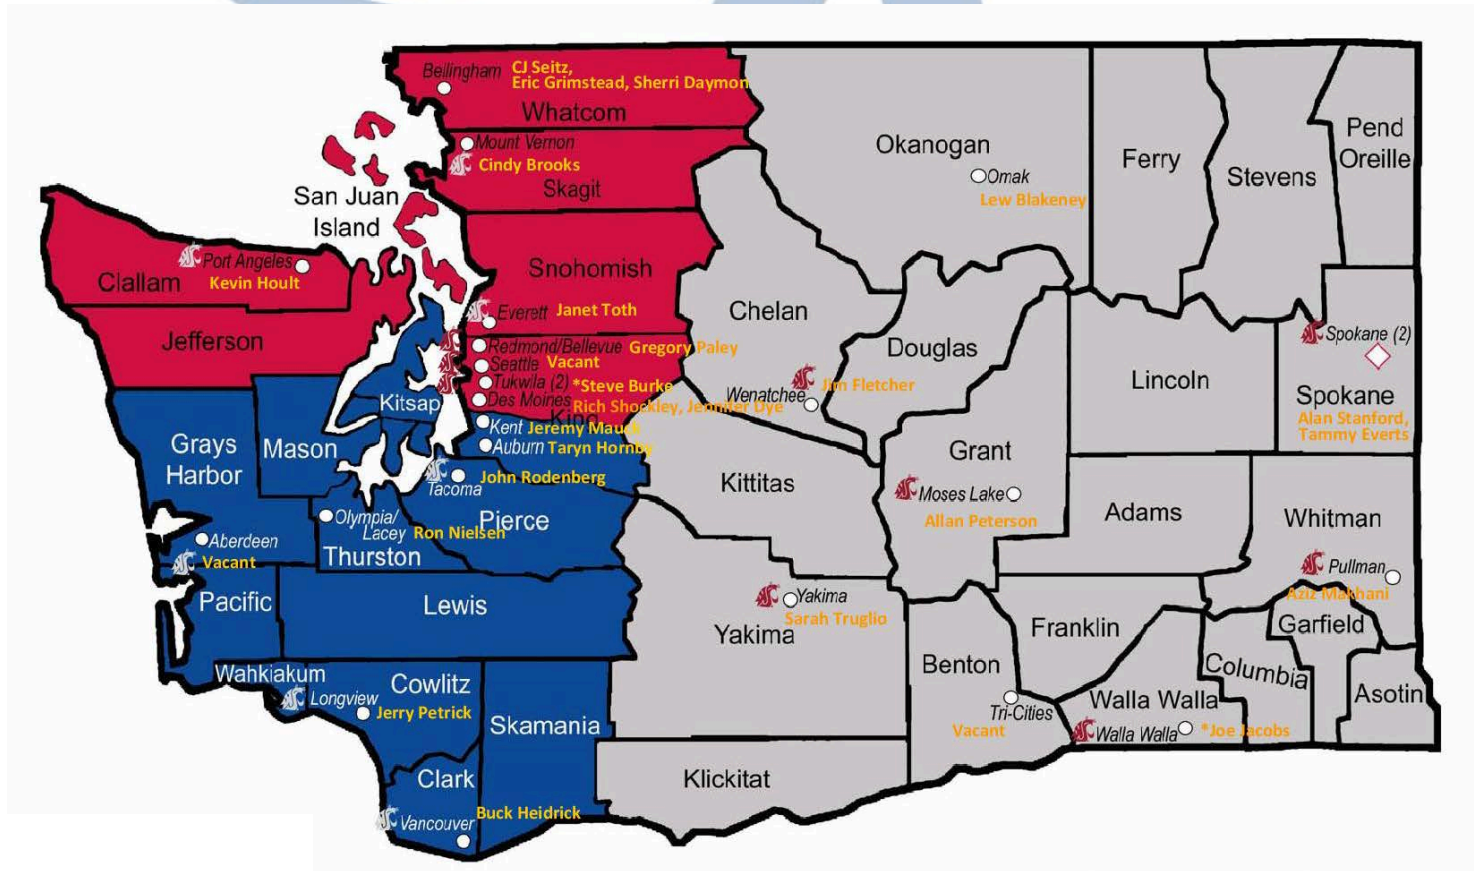 Bellingham CJ Seitz,
Eric Grimstead, Sherri Daymon
Whatcom
Mount Vernon
Cindy Brooks
Skagit
San Juan
Island
Port Angeles
Clallam Kevin Hoult
Jefferson
Snohomish
Everett Janet Toth
Redmond/Bellevue Gregory Paley
Seattle Vacant
Tukwila (2) *Steve Burke
Des Moines Rich Shockley, Jennifer Dye
King
Kent Jeremy Mauck
Auburn Taryn Hornby
Kitsap
Grays
Harbor
Mason
Tacoma John Rodenberg
Pierce
Olympia/
Lacey Ron Nielsen
Thurston
Aberdeen
Vacant
Pacific
Lewis
Wahkiakum
Longview
Cowlitz
Jerry Petrick
Skamania
Clark
Vancouver Buck Heidrick
Okanogan
Omak
Lew Blakeney
Ferry
Stevens
Pend
Oreille
Chelan
Douglas
Wenatchee Jim Fletcher
Lincoln
Spokane (2)
Spokane
Alan Stanford,
Tammy Everts
Kittitas
Grant
Moses Lake
Allan Peterson
Adams
Whitman
Pullman
Aziz Makhani
Yakima
Sarah Truglio
Yakima
Benton
Franklin
Tri-Cities
Vacant
Walla Walla
Walla Walla *Joe Jacobs
Columbia
Garfield
Asotin
Klickitat